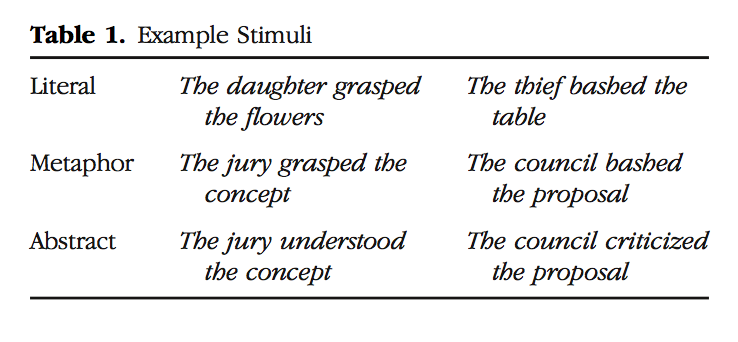 Table 1. Example Stimuli
Literal The daughter grasped The thief bashed the
the flowers table
Metaphor The jury grasped the The council bashed
concept the proposal
Abstract The jury understood The council criticized
the concept the proposal